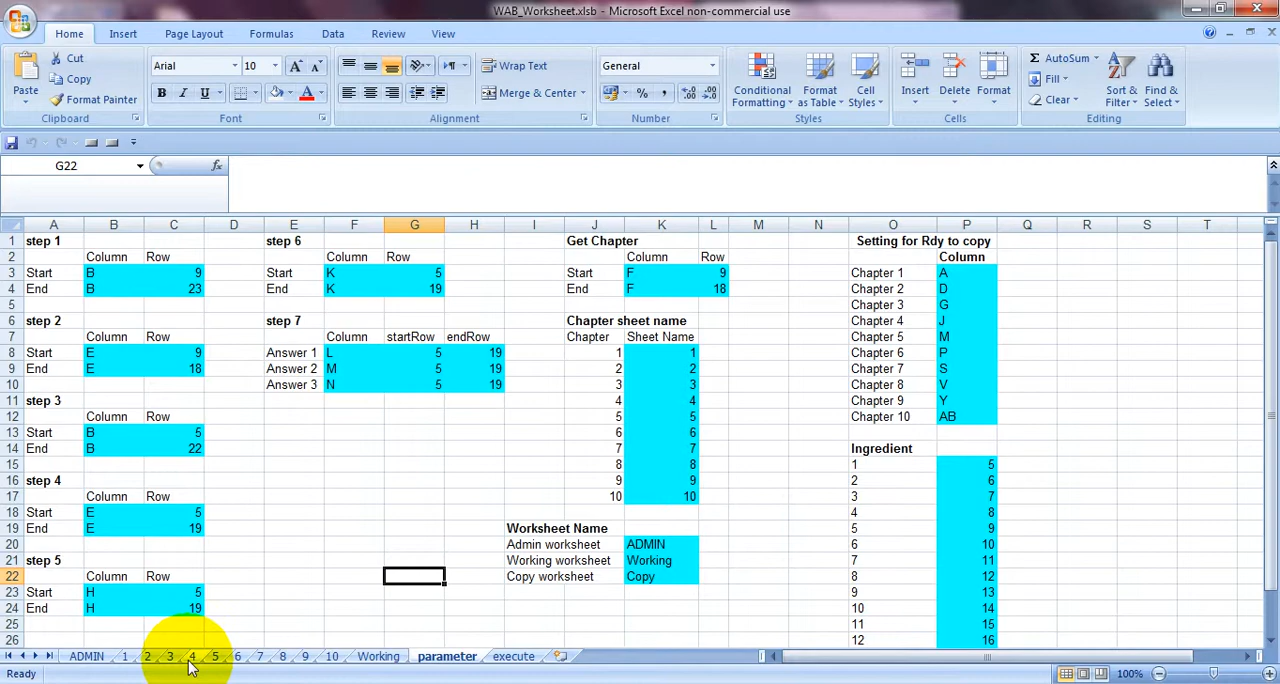 WAB_Worksheet.xlsb - Microsoft Excel non-commercial use
Home Insert Page Layout Formulas Data Review View
Paste Cut Arial 10 Wrap Text General Conditional Formatting Format as Table Cell Styles Insert Delete Format AutoSum Sort & Filter Find & Select
Copy Fill
Format Painter B I U Merge & Center % , Clear
Clipboard Font Alignment Number Styles Cells Editing
G22 fx
A B C D E F G H I J K L M N O P Q R S T
1 step 1 step 6 Get Chapter Setting for Rdy to copy
2 Column Row Column Row Column Row Column
3 Start B 9 Start K 5 Start F 9 Chapter 1 A
4 End B 23 End K 19 End F 18 Chapter 2 D
5 Chapter 3 G
6 step 2 step 7 Chapter sheet name Chapter 4 J
7 Column Row Column startRow endRow Chapter Sheet Name Chapter 5 M
8 Start E 9 Answer 1 L 5 19 1 1 Chapter 6 P
9 End E 18 Answer 2 M 5 19 2 2 Chapter 7 S
10 Answer 3 N 5 19 3 3 Chapter 8 V
11 step 3 4 4 Chapter 9 Y
12 Column Row 5 5 Chapter 10 AB
13 Start B 5 6 6
14 End B 22 7 7 Ingredient
15 8 8 1 5
16 step 4 9 9 2 6
17 Column Row 10 10 3 7
18 Start E 5 4 8
19 End E 19 Worksheet Name 5 9
20 Admin worksheet ADMIN 6 10
21 step 5 Working worksheet Working 7 11
22 Column Row Copy worksheet Copy 8 12
23 Start H 5 9 13
24 End H 19 10 14
25 11 15
26 12 16
ADMIN 1 2 3 4 5 6 7 8 9 10 Working parameter execute
Ready 100%